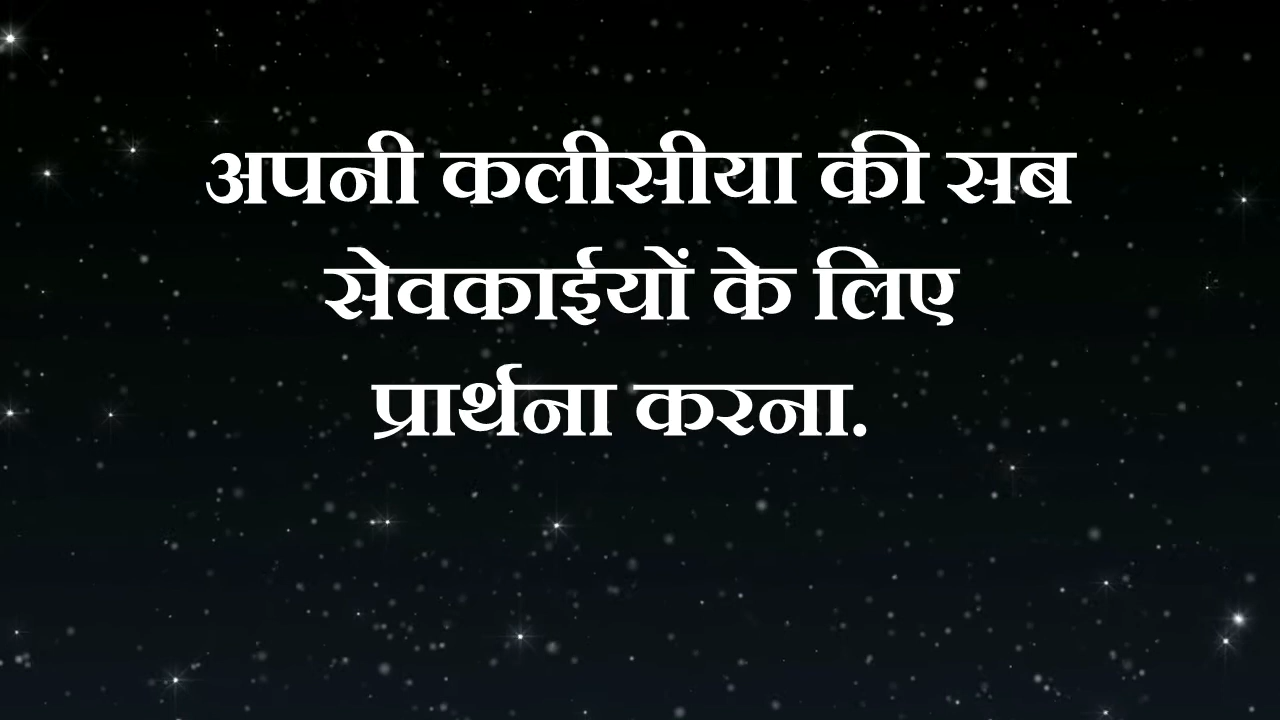 अपनी कलीसीया की सब
सेवकाईयों के लिए
प्रार्थना करना.